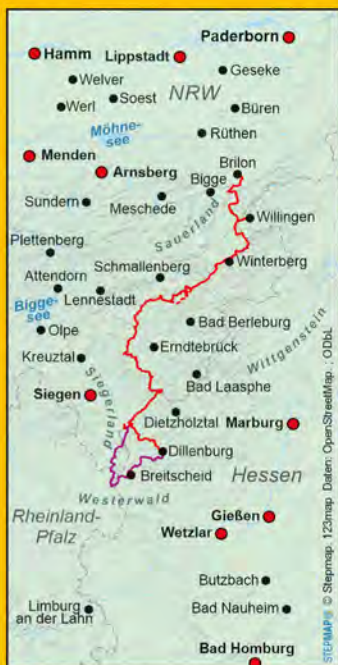 Paderborn
Hamm
Lippstadt
Geseke
Welver
NRW
Soest
Werl
Büren
Möhne-
see
Rüthen
Menden
Brilon
Arnsberg
Bigge
Sundern
Meschede
Willingen
Sauerland
Plettenberg
Winterberg
Schmallenberg
Attendorn
Lennestadt
Bigge-
see
Bad Berleburg
Olpe
Erndtebrück
Kreuztal
Wittgenstein
Bad Laasphe
Siegen
Siegerland
Dietzhölztal
Marburg
Dillenburg
Breitscheid
Hessen
Westerwald
Rheinland-
Pfalz
Gießen
Wetzlar
Butzbach
Limburg
an der Lahn
Bad Nauheim
Bad Homburg
STEPMAP © Stepmap, 123map Daten: OpenStreetMap, ODbL